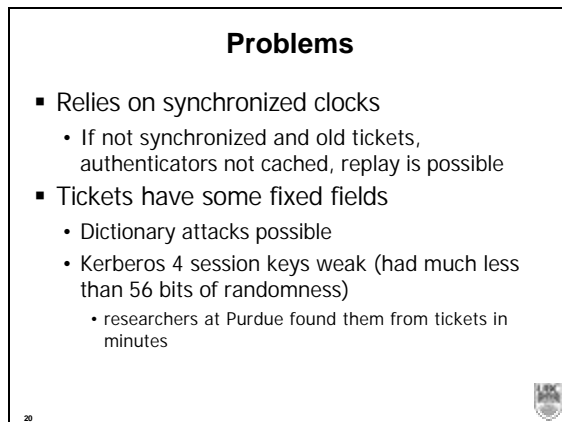 Problems
▪ Relies on synchronized clocks
• If not synchronized and old tickets,
authenticators not cached, replay is possible
▪ Tickets have some fixed fields
• Dictionary attacks possible
• Kerberos 4 session keys weak (had much less
than 56 bits of randomness)
• researchers at Purdue found them from tickets in
minutes
20